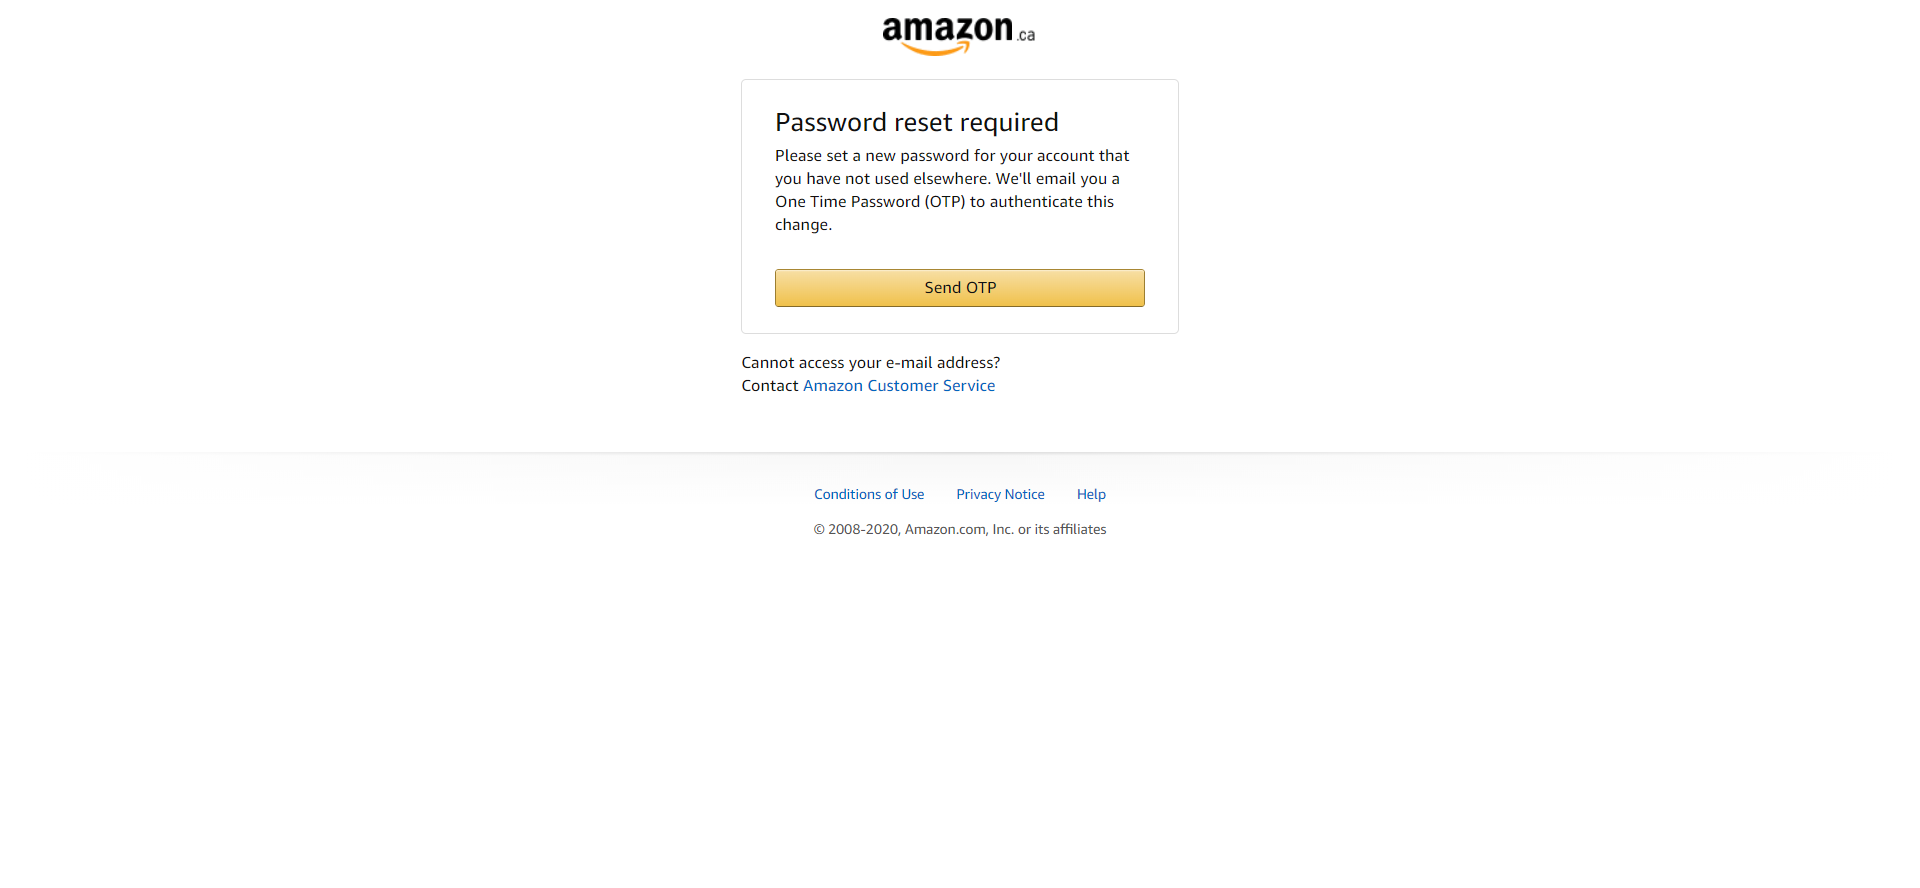 amazon.ca
Password reset required
Please set a new password for your account that
you have not used elsewhere. We'll email you a
One Time Password (OTP) to authenticate this
change.
Send OTP
Cannot access your e-mail address?
Contact Amazon Customer Service
Conditions of Use Privacy Notice Help
© 2008-2020, Amazon.com, Inc. or its affiliates